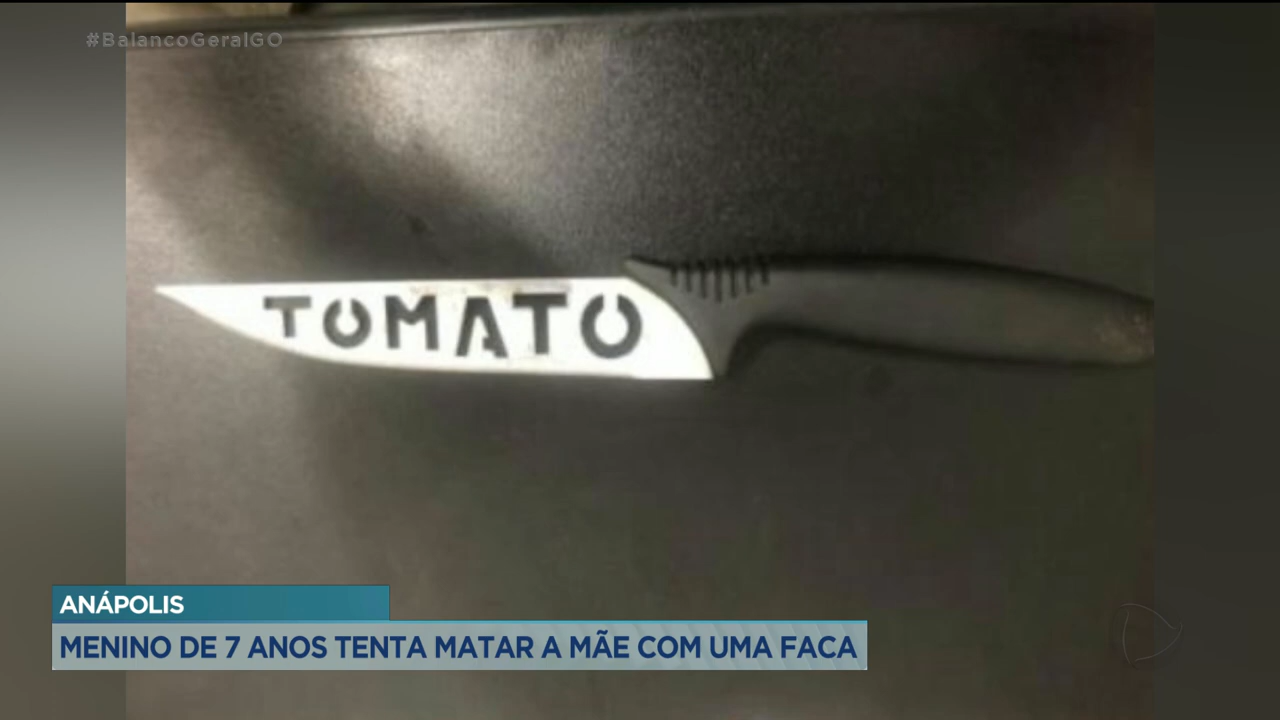 #BalancoGeralGO
TOMATO
ANÁPOLIS
MENINO DE 7 ANOS TENTA MATAR A MÃE COM UMA FACA